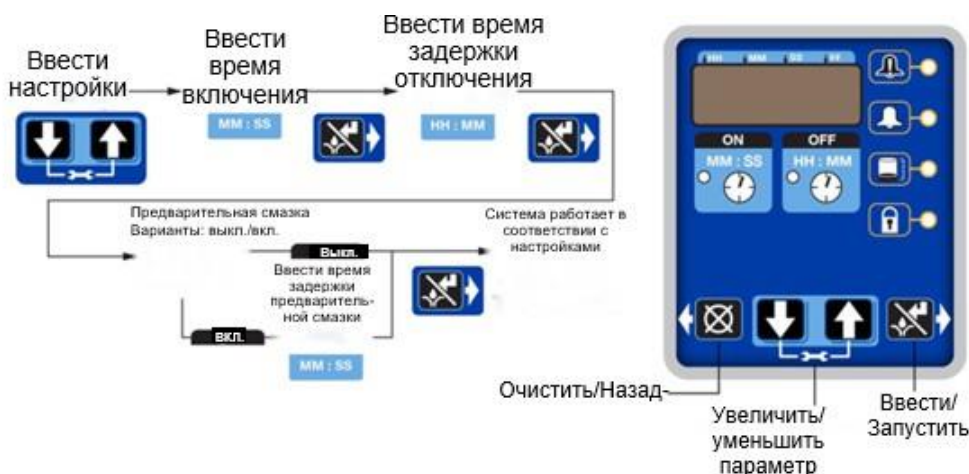 Ввести
настройки
Ввести
время
включения
Ввести время
задержки
отключения
MM : SS
HH : MM
Предварительная смазка
Варианты: выкл./вкл.
Выкл.
Ввести время
задержки
предваритель-
ной смазки
ВКЛ.
MM : SS
Система работает в
соответствии с
настройками
HH MM SS FF
ON OFF
MM : SS HH : MM
Очистить/Назад
Увеличить/
уменьшить
параметр
Ввести/
Запустить